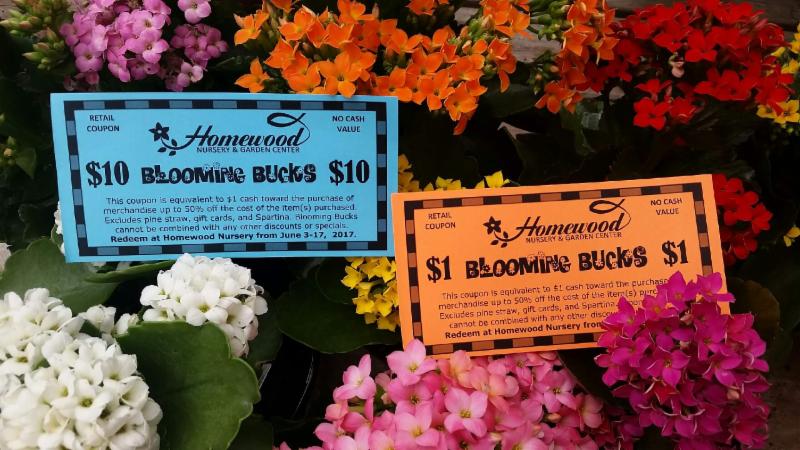 RETAIL
COUPON
Homewood
NURSERY & GARDEN CENTER
NO CASH
VALUE
$10 BLOOMING BUCKS $10
This coupon is equivalent to $1 cash toward the purchase of
merchandise up to 50% off the cost of the item(s) purchased.
Excludes pine straw, gift cards, and Spartina. Blooming Bucks
cannot be combined with any other discounts or specials.
Redeem at Homewood Nursery from June 3-17, 2017.
RETAIL
COUPON
Homewood
NURSERY & GARDEN CENTER
NO CASH
VALUE
$1 BLOOMING BUCKS $1
This coupon is equivalent to $1 cash toward the purchase
merchandise up to 50% off the cost of the item(s)
Excludes pine straw, gift cards, and Spartina.
cannot be combined with any other
Redeem at Homewood Nursery from